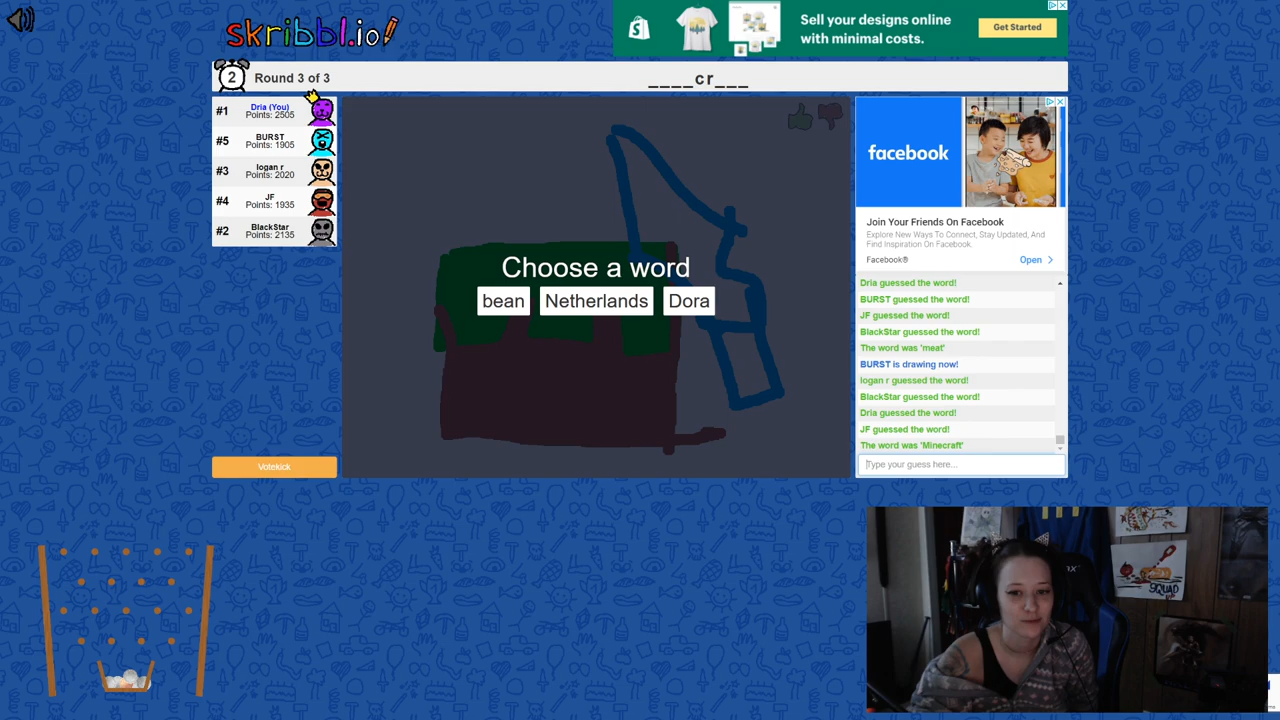 skribbl.io
Sell your designs online
with minimal costs.
Get Started
2
Round 3 of 3
____cr___
#1
Dria (You)
Points: 2505
#5
BURST
Points: 1905
#3
logan r
Points: 2020
#4
JF
Points: 1935
#2
BlackStar
Points: 2135
Votekick
Choose a word
bean
Netherlands
Dora
facebook
Join Your Friends On Facebook
Explore New Ways To Connect, Stay Updated, And
Find Inspiration On Facebook.
Facebook®
Open
Dria guessed the word!
BURST guessed the word!
JF guessed the word!
BlackStar guessed the word!
The word was 'meat'
BURST is drawing now!
logan r guessed the word!
BlackStar guessed the word!
Dria guessed the word!
JF guessed the word!
The word was 'Minecraft'
Type your guess here...
SQUAD